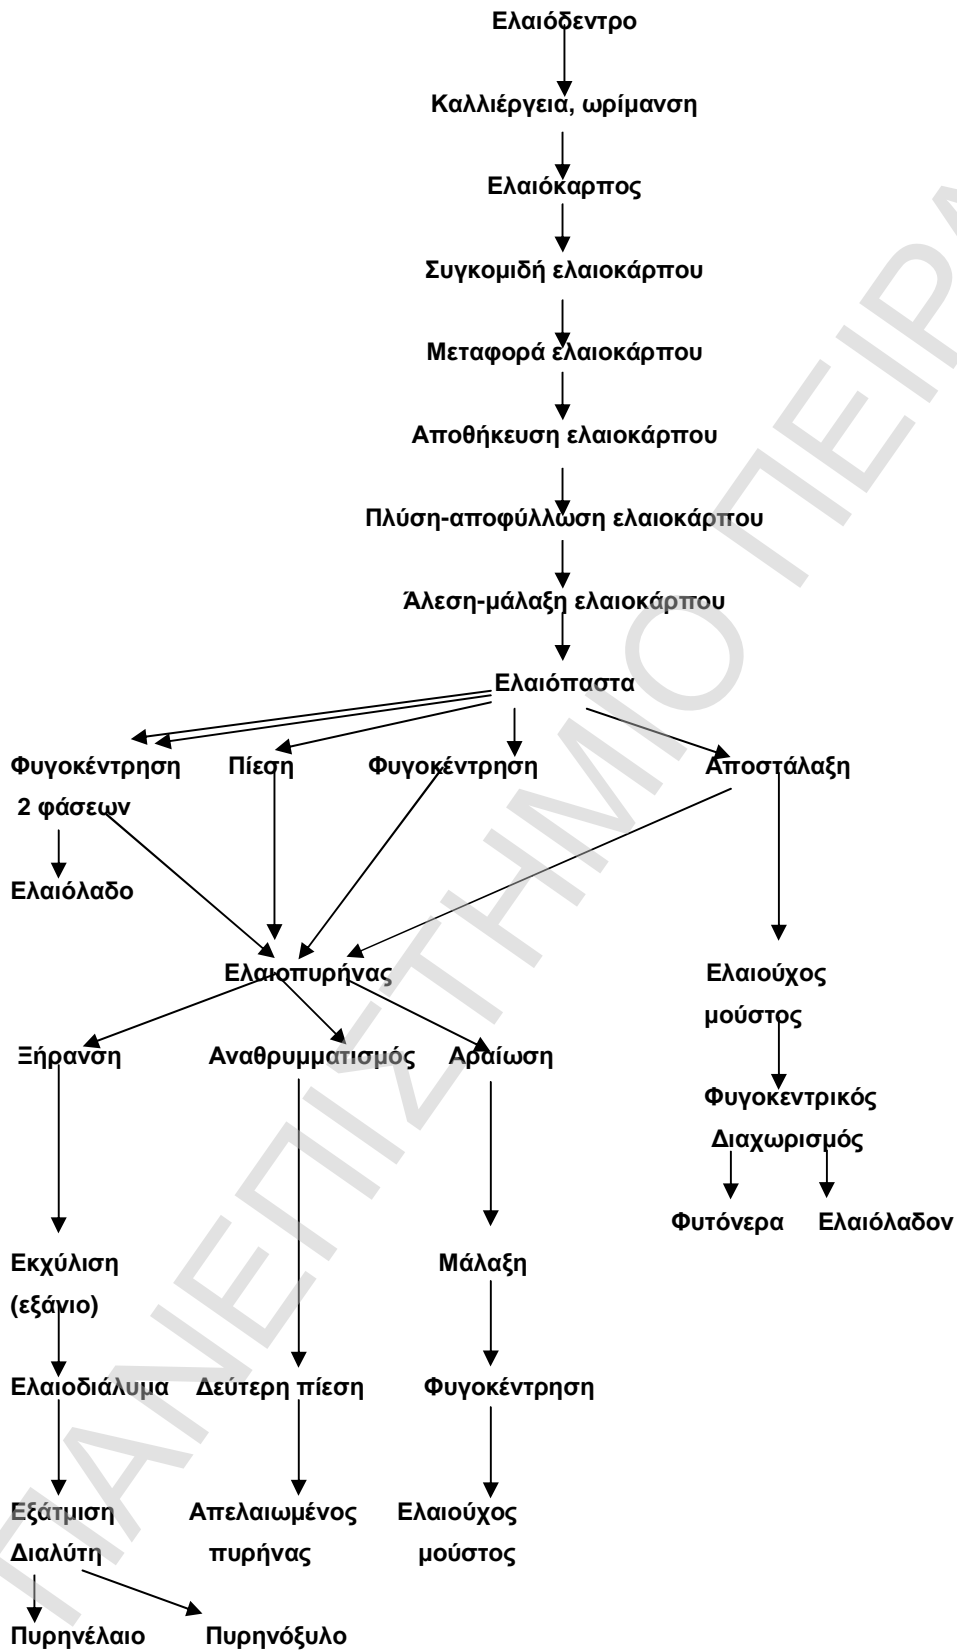 Ελαιόδεντρο
Καλλιέργεια, ωρίμανση
Ελαιόκαρπος
Συγκομιδή ελαιοκάρπου
Μεταφορά ελαιοκάρπου
Αποθήκευση ελαιοκάρπου
Πλύση-αποφύλλωση ελαιοκάρπου
Άλεση-μάλαξη ελαιοκάρπου
Ελαιόπαστα
Φυγοκέντρηση Πίεση Φυγοκέντρηση Αποστάλαξη
2 φάσεων
Ελαιόλαδο
Ελαιοπυρήνας Ελαιούχος
μούστος
Ξήρανση Αναθρυμματισμός Αραίωση
Φυγοκεντρικός
Διαχωρισμός
Φυτόνερα Ελαιόλαδον
Εκχύλιση Μάλαξη
(εξάνιο)
Ελαιοδιάλυμα Δεύτερη πίεση Φυγοκέντρηση
Εξάτμιση Απελαιωμένος Ελαιούχος
Διαλύτη πυρήνας μούστος
Πυρηνέλαιο Πυρηνόξυλο
ΠΑΝΕΠΙΣΤΗΜΙΟ ΠΕΙΡΑ